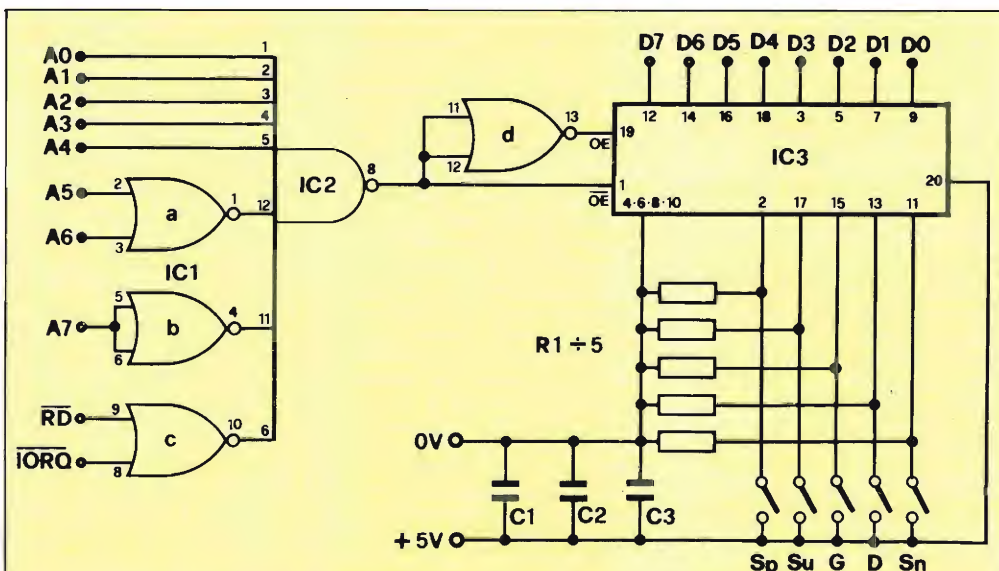 D7 D6 D5 D4 D3 D2 D1 D0
A0 1
A1 2
A2 3
A3 4
A4 5
12 14 16 18 3 5 7 9
11 d 13 19 OE
12
IC3
IC2 8
1 OE
20
4·6·8·10 2 17 15 13 11
A5 2
a 1 12
A6 3
IC1
A7 5
b 4 11
6
R1÷5
RD 9
c 10 6
IORQ 8
0V
C1 C2 C3
+5V
Sp Su G D Sn